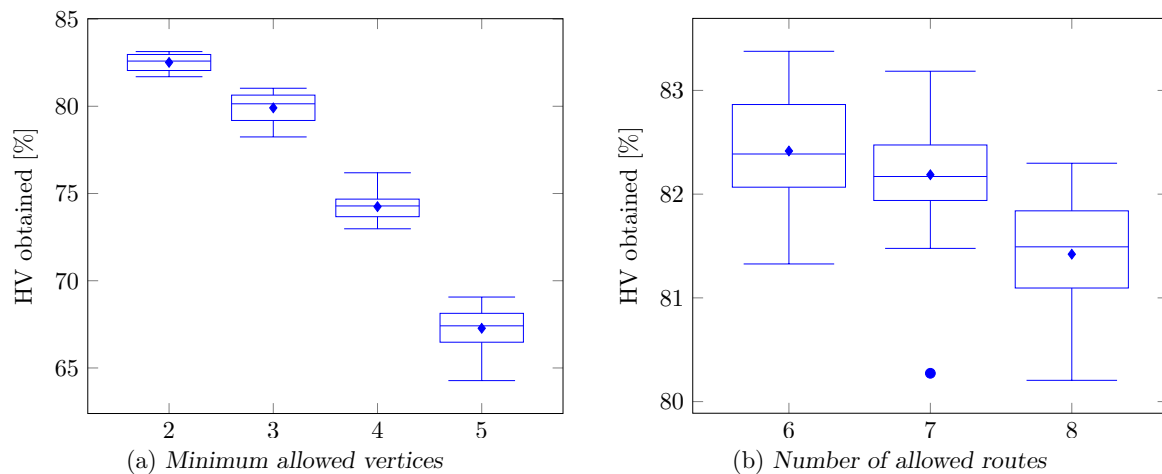 85
80
75
70
65
HV obtained [%]
2 3 4 5
(a) Minimum allowed vertices
83
82
81
80
HV obtained [%]
6 7 8
(b) Number of allowed routes